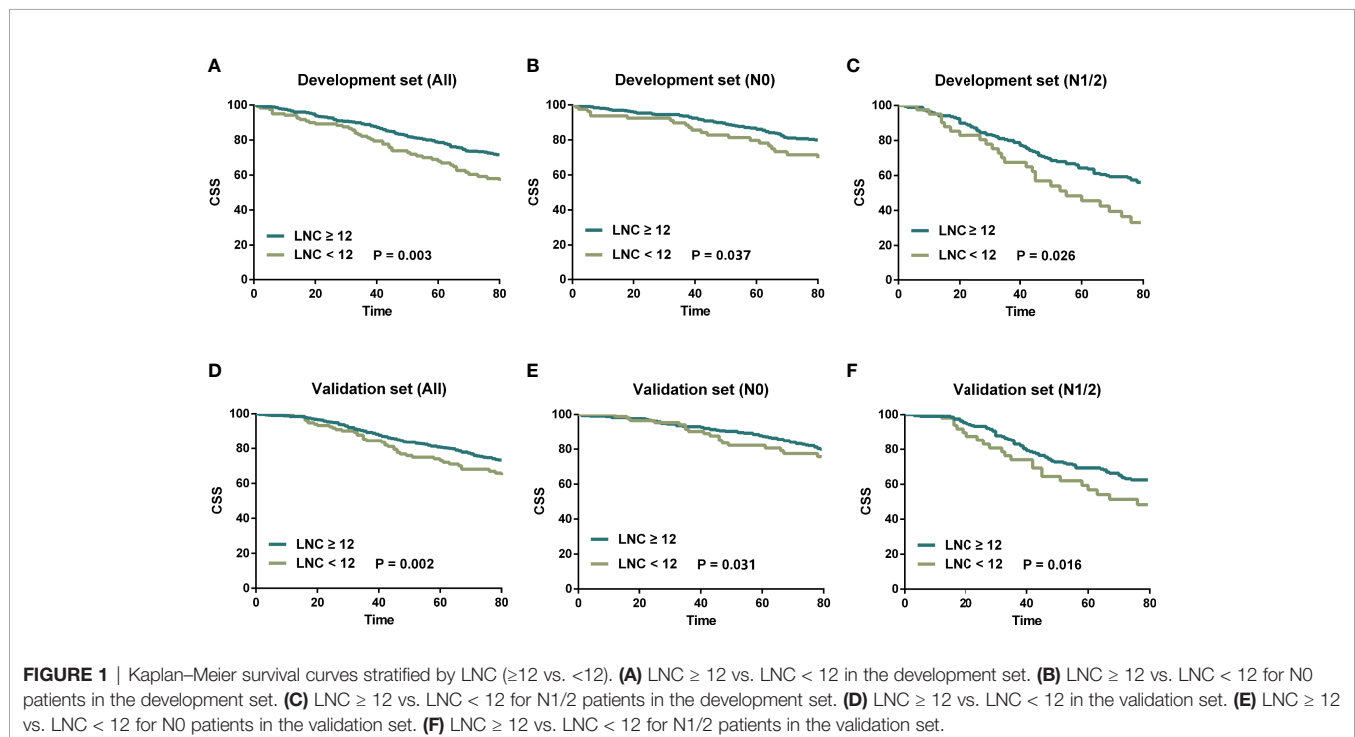 A
Development set (All)
100
80
60
40
20
0
CSS
LNC ≥ 12
LNC < 12
P = 0.003
0 20 40 60 80
Time
B
Development set (N0)
100
80
60
40
20
0
CSS
LNC ≥ 12
LNC < 12
P = 0.037
0 20 40 60 80
Time
C
Development set (N1/2)
100
80
60
40
20
0
CSS
LNC ≥ 12
LNC < 12
P = 0.026
0 20 40 60 80
Time
D
Validation set (All)
100
80
60
40
20
0
CSS
LNC ≥ 12
LNC < 12
P = 0.002
0 20 40 60 80
Time
E
Validation set (N0)
100
80
60
40
20
0
CSS
LNC ≥ 12
LNC < 12
P = 0.031
0 20 40 60 80
Time
F
Validation set (N1/2)
100
80
60
40
20
0
CSS
LNC ≥ 12
LNC < 12
P = 0.016
0 20 40 60 80
Time
FIGURE 1 | Kaplan–Meier survival curves stratified by LNC (≥12 vs. <12). (A) LNC ≥ 12 vs. LNC < 12 in the development set. (B) LNC ≥ 12 vs. LNC < 12 for N0
patients in the development set. (C) LNC ≥ 12 vs. LNC < 12 for N1/2 patients in the development set. (D) LNC ≥ 12 vs. LNC < 12 in the validation set. (E) LNC ≥ 12
vs. LNC < 12 for N0 patients in the validation set. (F) LNC ≥ 12 vs. LNC < 12 for N1/2 patients in the validation set.